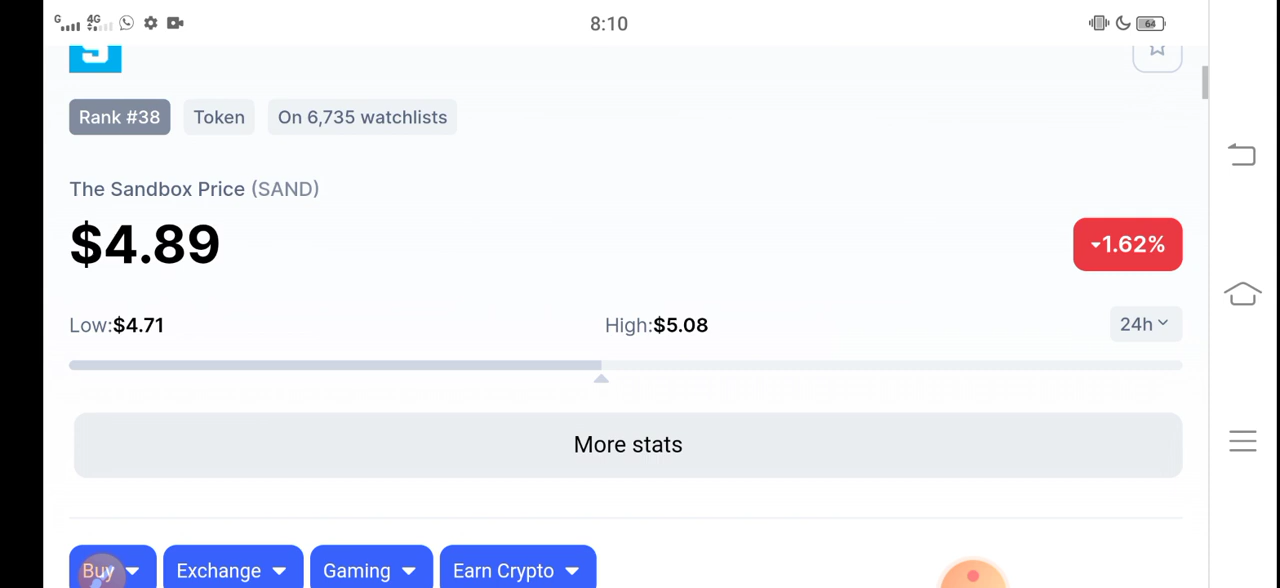 G 4G 8:10 64
Rank #38 Token On 6,735 watchlists
The Sandbox Price (SAND)
$4.89 1.62%
Low:$4.71 High:$5.08 24h
More stats
Buy Exchange Gaming Earn Crypto